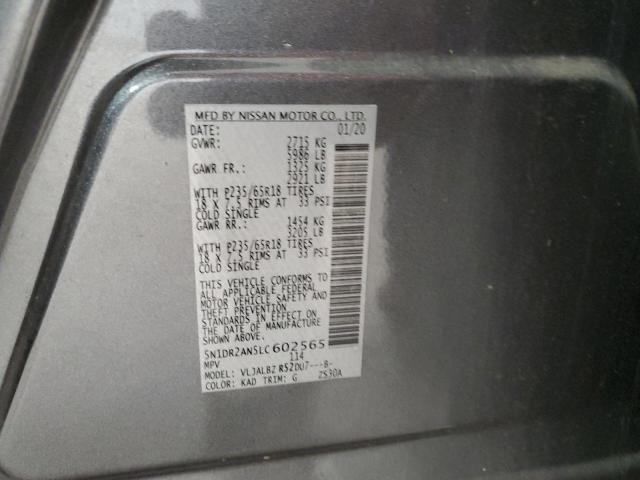 MFD BY NISSAN MOTOR CO., LTD.
DATE: 01/20
GVWR: 2715 KG
5986 LB
GAWR FR.: 1325 KG
2921 LB
WITH P235/65R18 TIRES
18 X 7.5 RIMS AT 33 PSI
COLD SINGLE
GAWR RR.: 1454 KG
3205 LB
WITH P235/65R18 TIRES
18 X 7.5 RIMS AT 33 PSI
COLD SINGLE
THIS VEHICLE CONFORMS TO
ALL APPLICABLE FEDERAL
MOTOR VEHICLE SAFETY AND
THEFT PREVENTION
STANDARDS IN EFFECT ON
THE DATE OF MANUFACTURE
SHOWN ABOVE.
5N1DR2AN5LC602565
MPV 114
MODEL: VLJALBZ R52DU7---B-
COLOR: KAD TRIM: G ZS30A